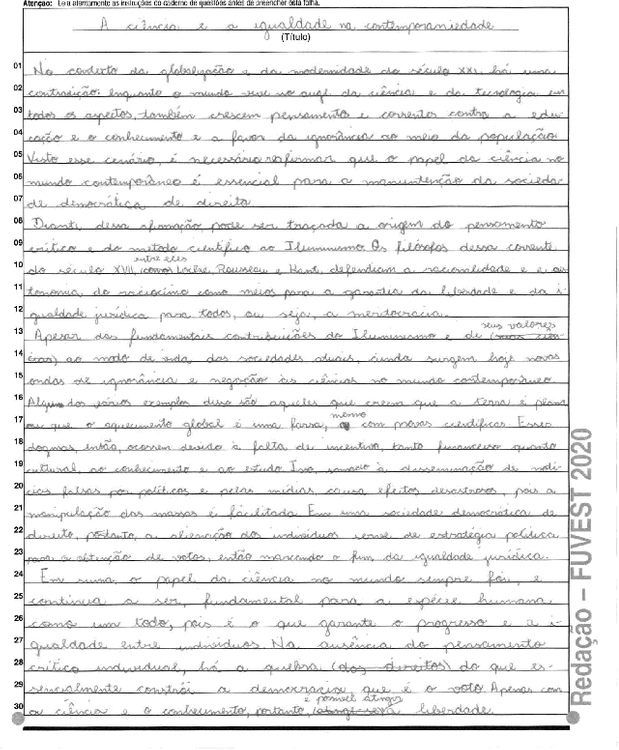 Atenção: Leia atentamente as instruções do caderno de questões antes de preencher esta folha.
A ciência e a igualdade na contemporaneidade
(Título)
01 No contexto da globalização e da modernidade do século XXI, há uma
02 contradição: enquanto o mundo vive no auge da ciência e da tecnologia em
03 todos os aspectos, também crescem pensamentos e correntes contra a edu-
04 cação e o conhecimento e a favor da ignorância no meio da população.
05 Visto esse cenário, é necessário reafirmar que o papel da ciência no
06 mundo contemporâneo é essencial para a manutenção da socieda-
07 de democrática de direito.
08 Diante dessa afirmação, pode ser traçada a origem do pensamento
09 crítico e do método científico ao Iluminismo. Os filósofos dessa corrente
entre eles
10 do século XVII, como Locke, Rousseau e Kant, defendiam a racionalidade e a au-
11 tonomia do raciocínio como meios para a garantia da liberdade e da i-
12 gualdade jurídica para todos, ou seja, a meritocracia.
seus valores
13 Apesar das fundamentais contribuições do Iluminismo e de (suas ciên-
14 cias) ao modo de vida das sociedades atuais, ainda surgem hoje novas
15 ondas de ignorância e negação às ciências no mundo contemporâneo.
16 Alguns dos vários exemplos disso são aqueles que creem que a terra é plana
mesmo
17 ou que o aquecimento global é uma farsa, com provas científicas. Esses
18 dogmas, então, ocorrem devido à falta de incentivo, tanto financeiro quanto
19 cultural, ao conhecimento e ao estudo. Isso, somado à disseminação de notí-
20 cias falsas por políticos e pelas mídias causa efeitos desastrosos, pois a
21 manipulação das massas é facilitada. Em uma sociedade democrática de
22 direito, portanto, a alienação dos indivíduos serve de estratégia política
23 para a obtenção de votos, então marcando o fim da igualdade jurídica.
24 Em suma, o papel da ciência no mundo sempre foi, e
25 continua a ser, fundamental para a espécie humana
26 como um todo, pois é o que garante o progresso e a i-
27 gualdade entre indivíduos. Na ausência do pensamento
28 crítico individual, há a quebra (dos direitos) do que es-
29 sencialmente constrói a democracia que é o voto. Apenas com
é possível atingir
30 a ciência e o conhecimento, portanto, (atinge-se) a liberdade.
Redação – FUVEST 2020